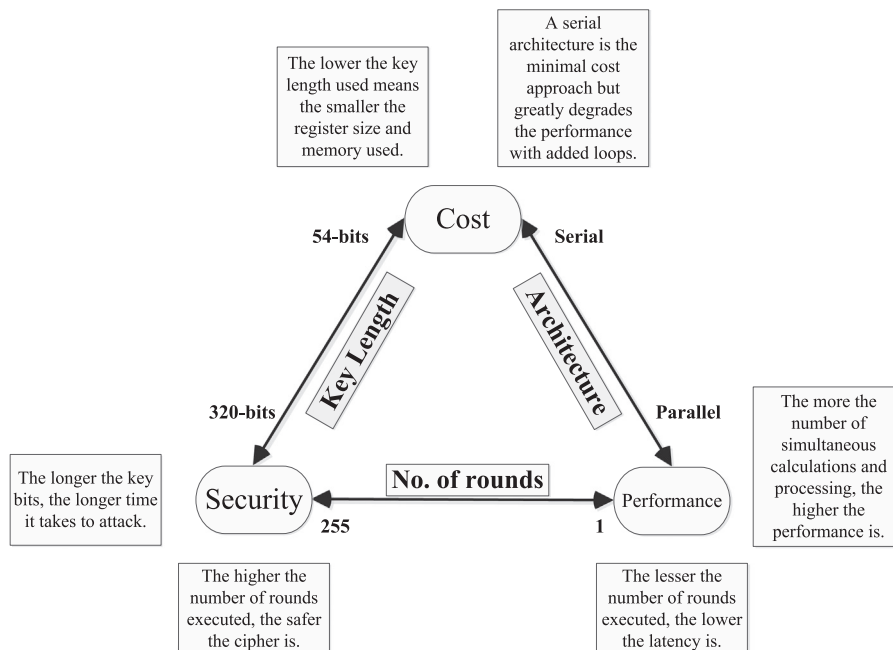 The lower the key
length used means
the smaller the
register size and
memory used.
A serial
architecture is the
minimal cost
approach but
greatly degrades
the performance
with added loops.
Cost
54-bits
Serial
Key Length
Architecture
320-bits
Parallel
The more the
number of
simultaneous
calculations and
processing, the
higher the
performance is.
The longer the key
bits, the longer time
it takes to attack.
Security
No. of rounds
Performance
255
1
The higher the
number of rounds
executed, the safer
the cipher is.
The lesser the
number of rounds
executed, the lower
the latency is.